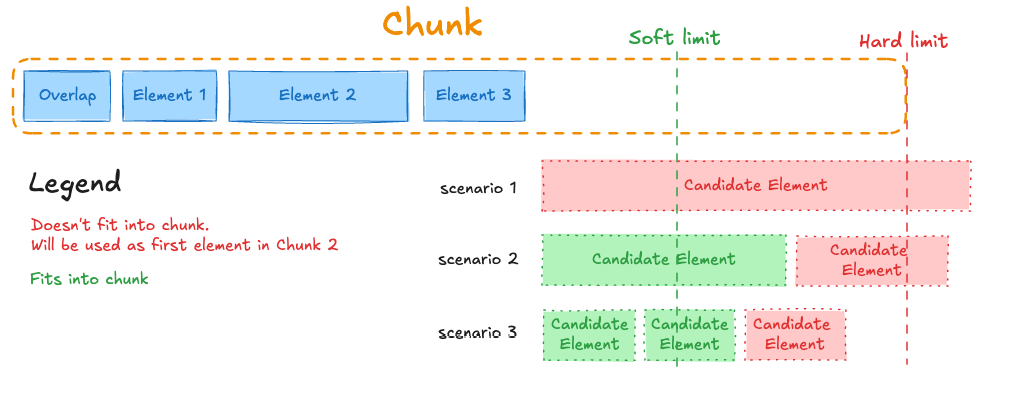 Chunk
Soft limit
Hard limit
Overlap
Element 1
Element 2
Element 3
Legend
Doesn't fit into chunk.
Will be used as first element in Chunk 2
Fits into chunk
scenario 1
Candidate Element
scenario 2
Candidate Element
Candidate
Element
scenario 3
Candidate
Element
Candidate
Element
Candidate
Element